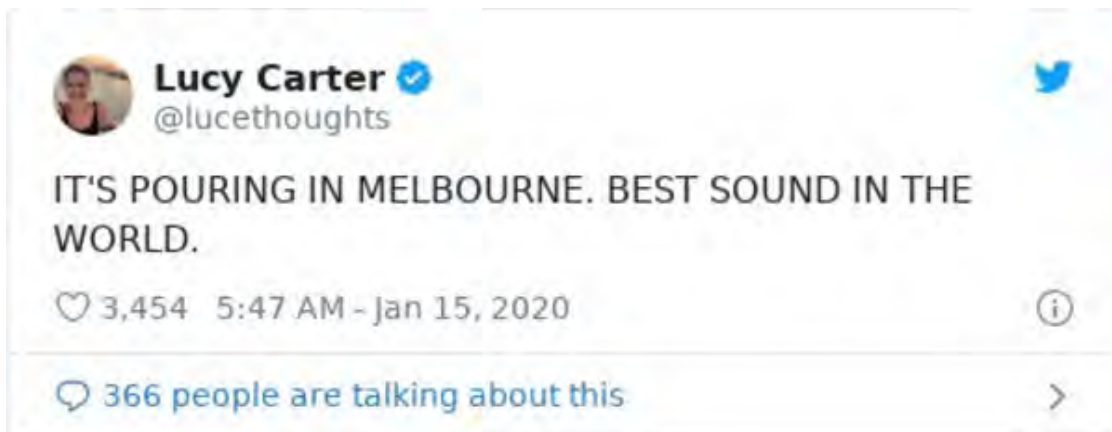 Lucy Carter
@lucethoughts
IT'S POURING IN MELBOURNE. BEST SOUND IN THE
WORLD.
3,454 5:47 AM - Jan 15, 2020
366 people are talking about this